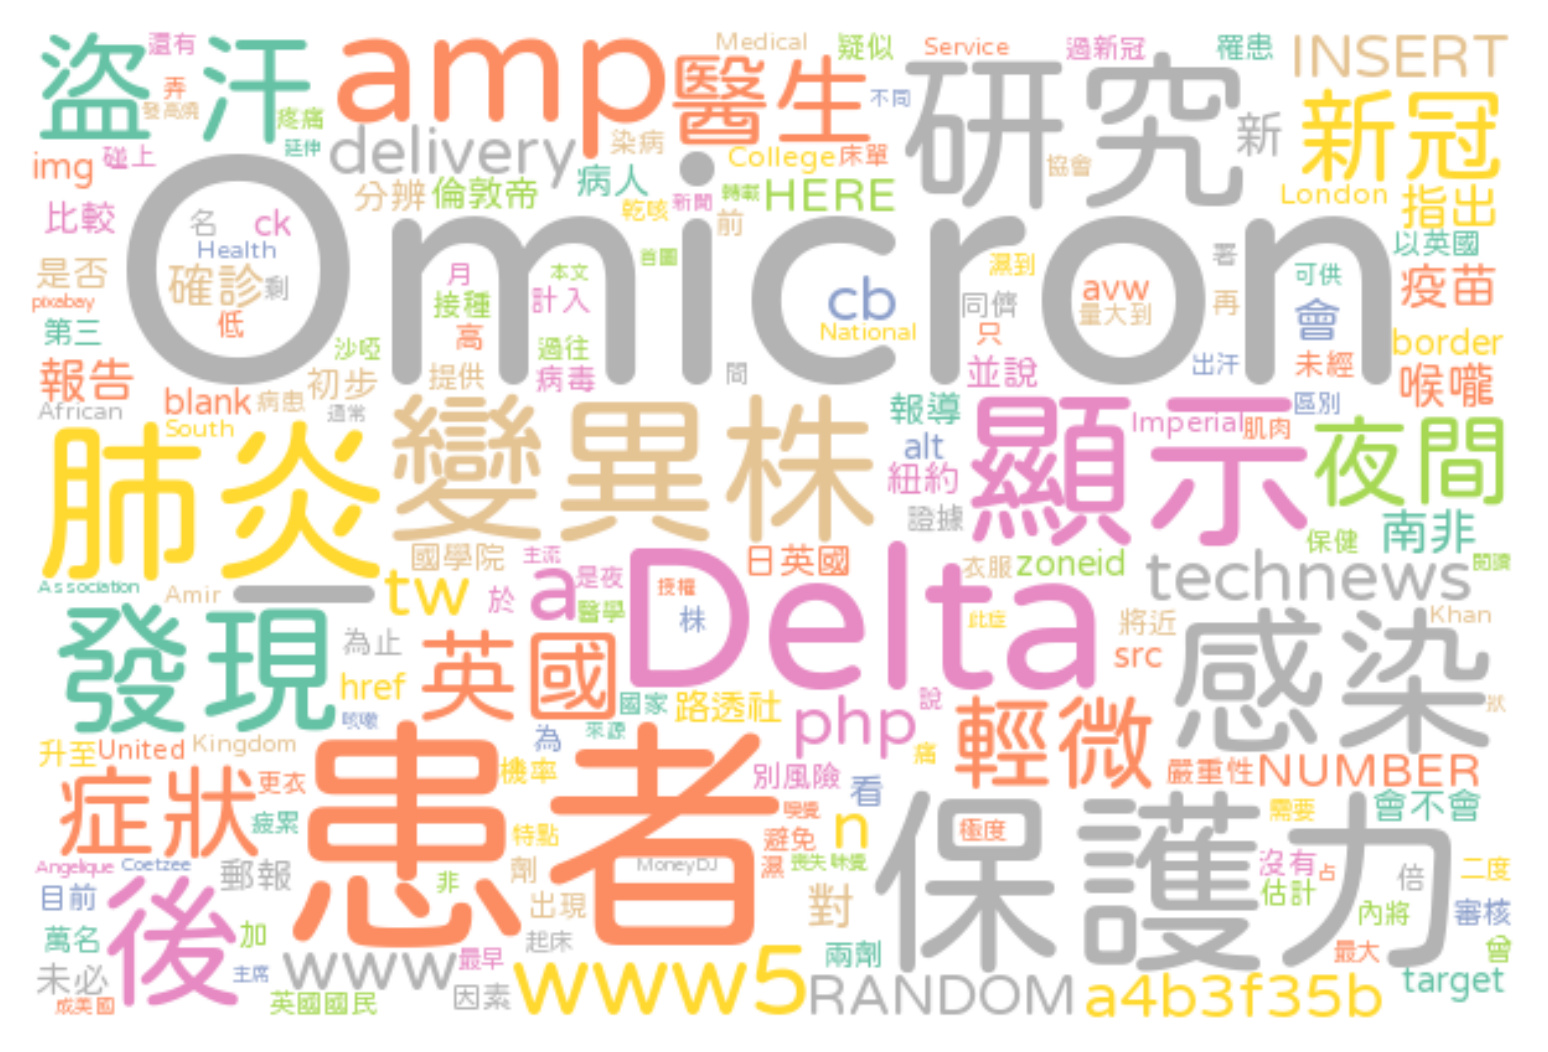 盜汗
還有
弄
發高燒
疼痛
延伸
amp
醫生
Medical
疑似
Service
過新冠
罹患
INSERT
不同
研究
新
新冠
img
碰上
delivery
染病
College
床單
協會
London
指出
分辨
倫敦帝
病人
乾咳
新聞
轉載
HERE
前
比較
名
ck
Health
Omicron
首圖
濕到
署
以英國
是否
確診
剩
月
本文
cb
avw
可供
疫苗
pixabay
接種
計入
同儕
量大到
再
會
第三
低
高
National
只
沙啞
過往
border
報告
初步
提供
病毒
問
並說
出汗
未經
喉嚨
blank
病患
African
通常
South
報導
Imperial
肌肉
區別
肺炎
變異株
alt
顯示
夜間
紐約
證據
南非
保健
國學院
主流
日英國
衣服
zoneid
technews
閱讀
Association
Amir
一
tw
於
a
是夜
授權
醫學
株
Delta
此症
將近
感染
Khan
發現
為止
英國
src
href
國家
路透社
php
說
輕微
狀
咳嗽
為
來源
痛
升至
United
Kingdom
患者
機率
別風險
看
嚴重性
NUMBER
症狀
更衣
疲累
特點
嗅覺
避免
n
保護力
極度
需要
會不會
Angelique
Coetzee
郵報
非
劑
MoneyDJ
濕
喪失
味覺
沒有
占
倍
二度
目前
後
出現
對
估計
內將
審核
萬名
加
起床
兩劑
最大
曾
未必
主席
www
最早
www5
RANDOM
a4b3f35b
target
成美國
英國國民
因素